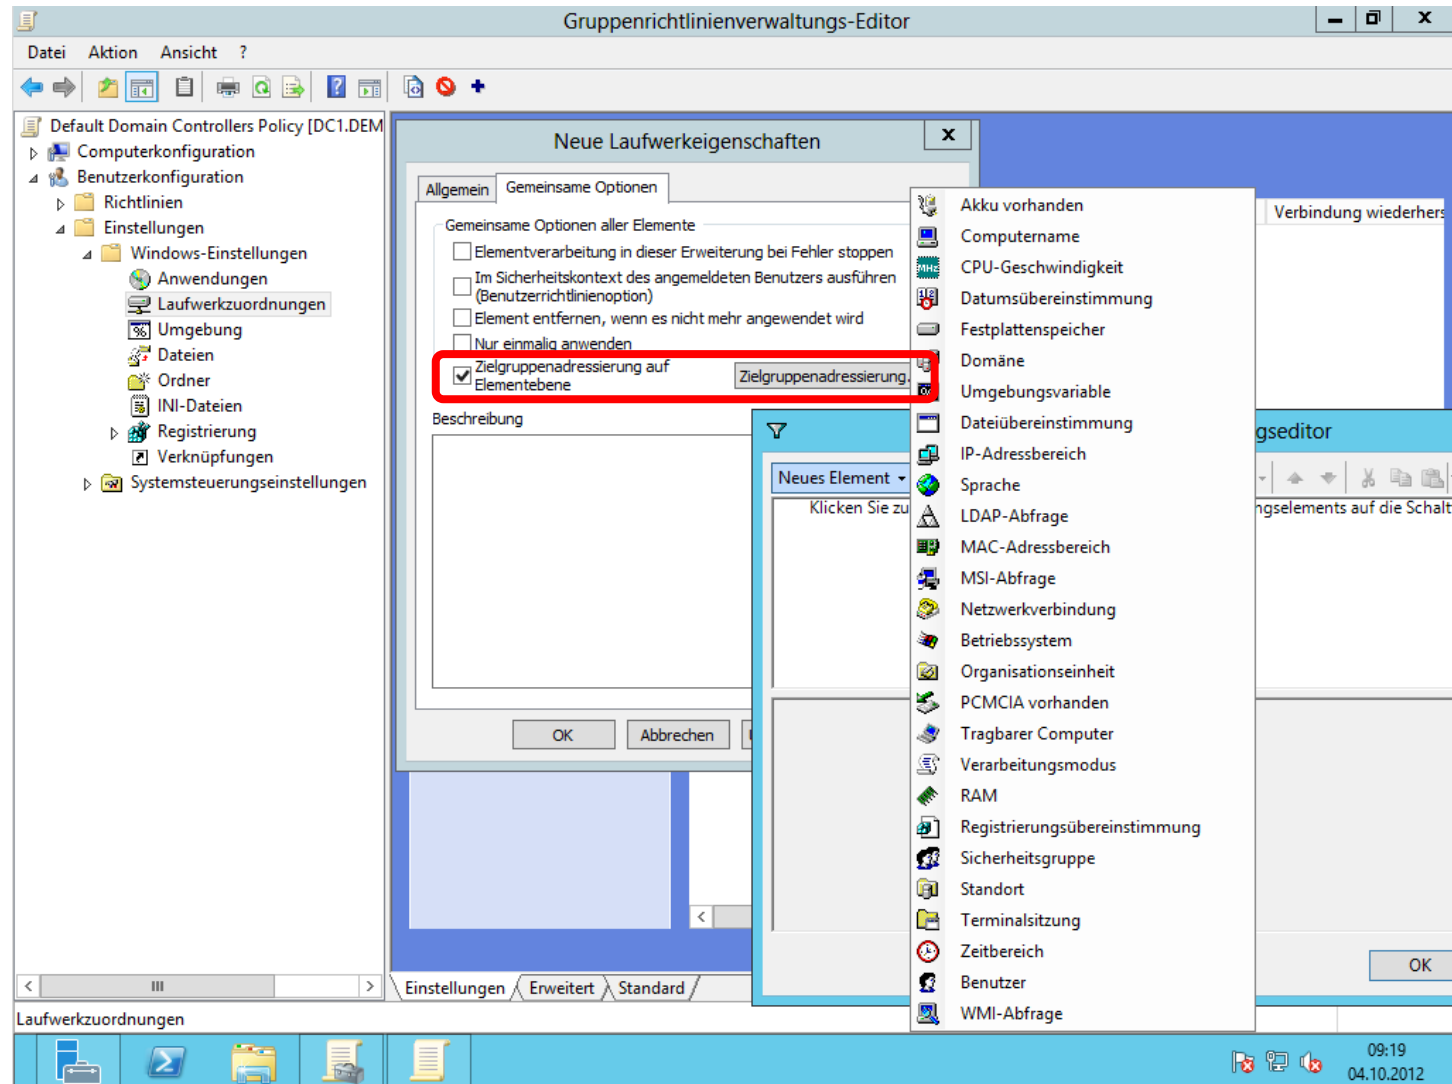 Gruppenrichtlinienverwaltungs-Editor
Datei Aktion Ansicht ?
Default Domain Controllers Policy [DC1.DEM
Computerkonfiguration
Benutzerkonfiguration
Richtlinien
Einstellungen
Windows-Einstellungen
Anwendungen
Laufwerkzuordnungen
Umgebung
Dateien
Ordner
INI-Dateien
Registrierung
Verknüpfungen
Systemsteuerungseinstellungen
Neue Laufwerkeigenschaften
Allgemein Gemeinsame Optionen
Gemeinsame Optionen aller Elemente
Elementverarbeitung in dieser Erweiterung bei Fehler stoppen
Im Sicherheitskontext des angemeldeten Benutzers ausführen
(Benutzerrichtlinienoption)
Element entfernen, wenn es nicht mehr angewendet wird
Nur einmalig anwenden
Zielgruppenadressierung auf
Elementebene
Zielgruppenadressierung.
Beschreibung
OK Abbrechen
Verbindung wiederhers
gseditor
Neues Element
Klicken Sie zu
ngselements auf die Schalt
Akku vorhanden
Computername
CPU-Geschwindigkeit
Datumsübereinstimmung
Festplattenspeicher
Domäne
Umgebungsvariable
Dateiübereinstimmung
IP-Adressbereich
Sprache
LDAP-Abfrage
MAC-Adressbereich
MSI-Abfrage
Netzwerkverbindung
Betriebssystem
Organisationseinheit
PCMCIA vorhanden
Tragbarer Computer
Verarbeitungsmodus
RAM
Registrierungsübereinstimmung
Sicherheitsgruppe
Standort
Terminalsitzung
Zeitbereich
Benutzer
WMI-Abfrage
OK
Einstellungen Erweitert Standard
Laufwerkzuordnungen
09:19
04.10.2012